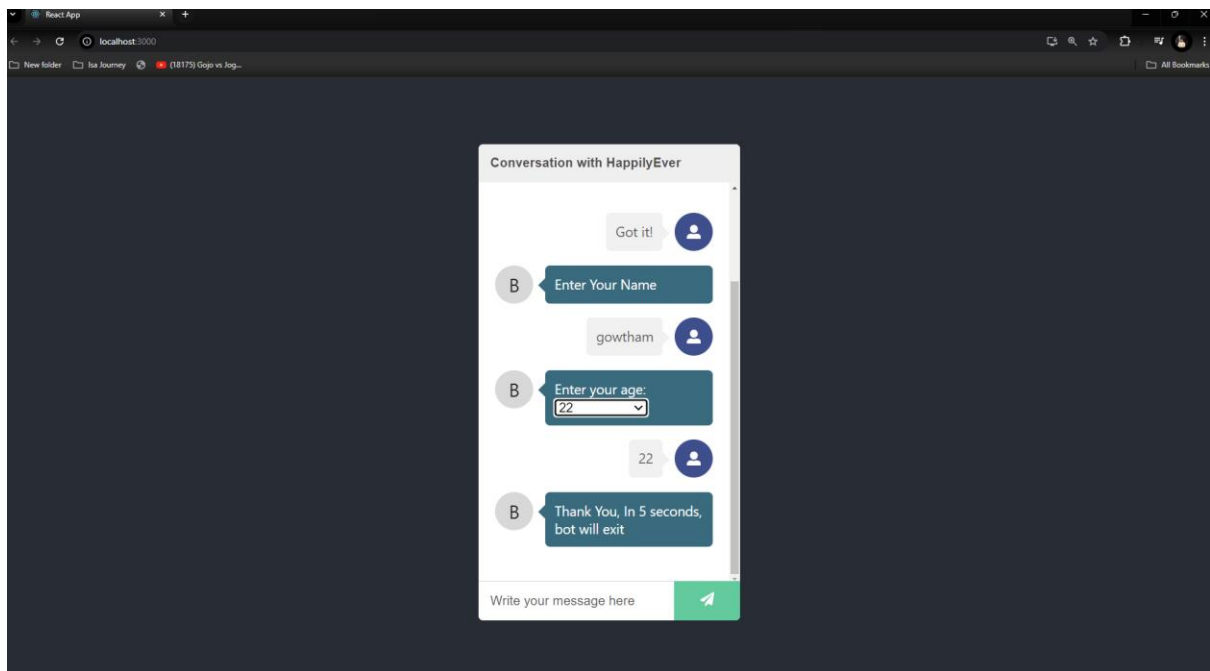 React App
localhost:3000
New folder
Isa Journey
(18175) Gojo vs Jog...
All Bookmarks
Conversation with HappilyEver
Got it!
B
Enter Your Name
gowtham
B
Enter your age:
22
22
B
Thank You, In 5 seconds,
bot will exit
Write your message here